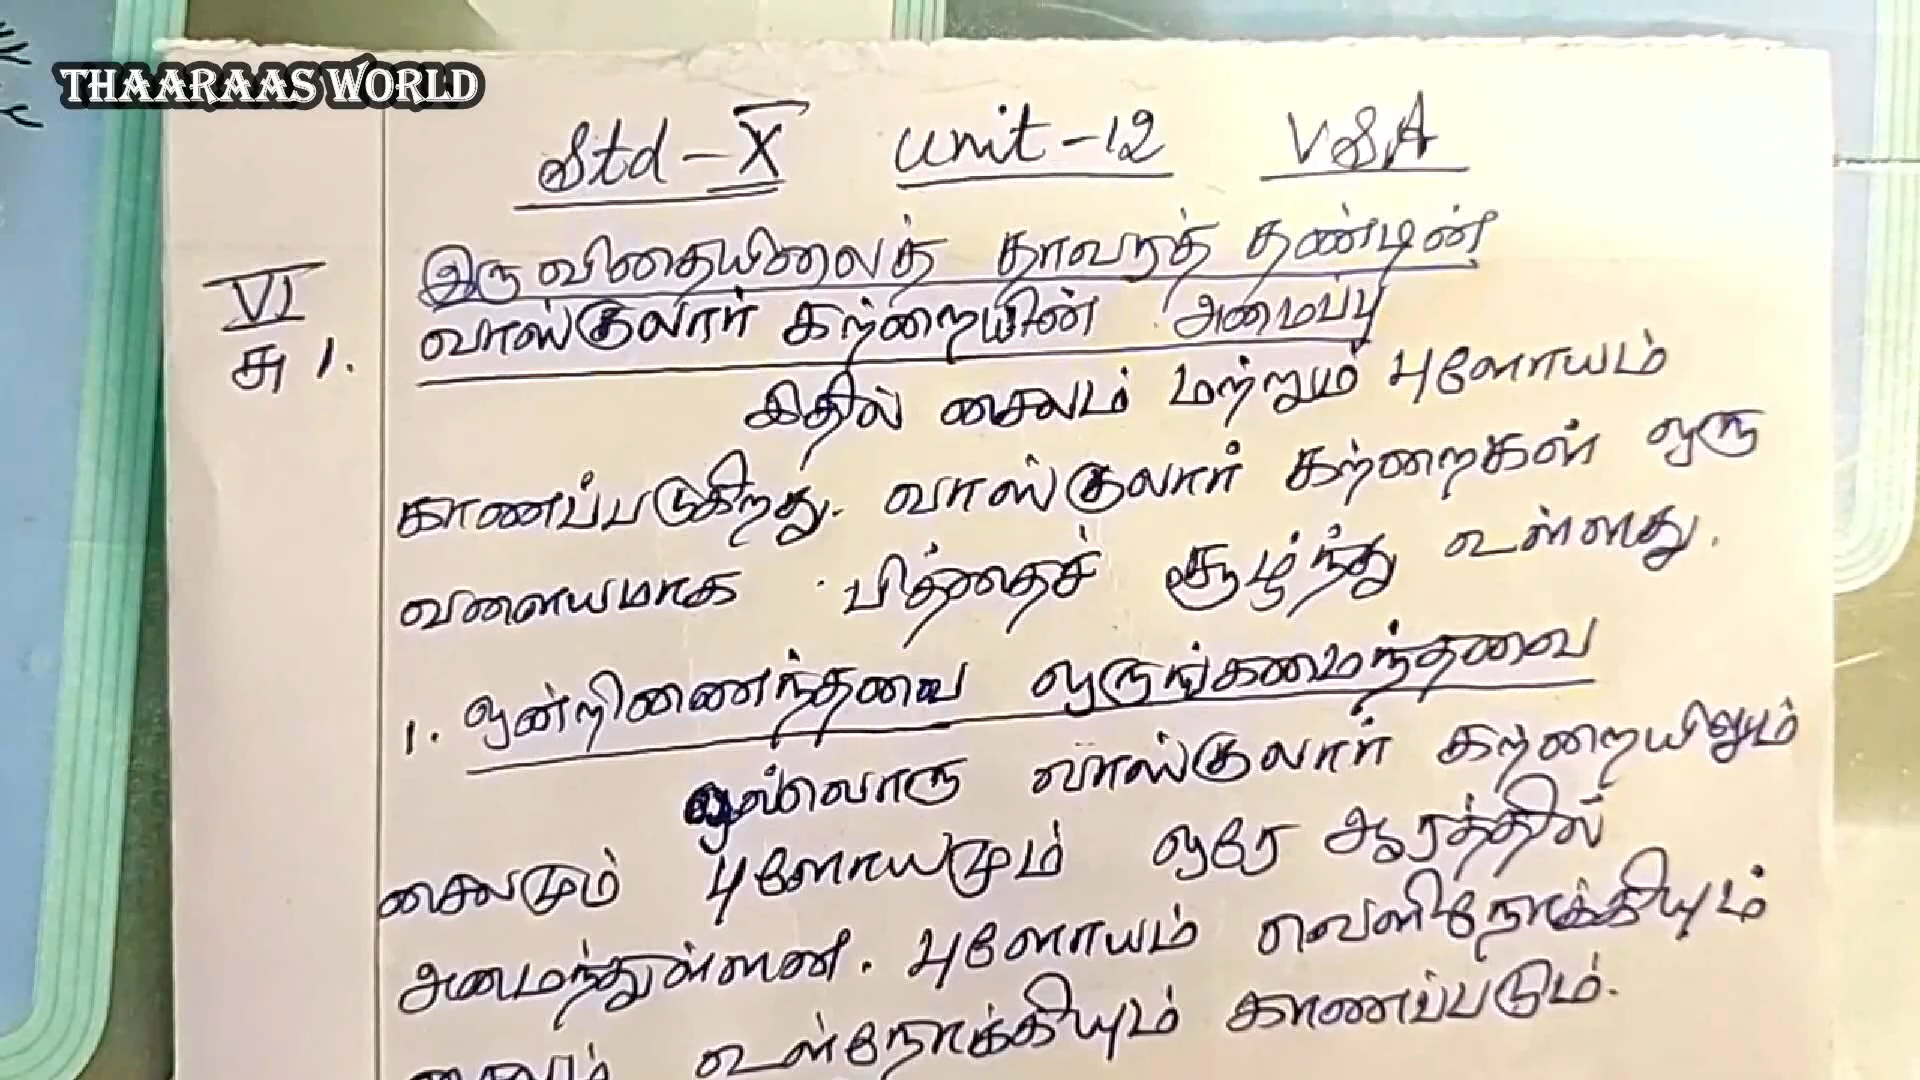 THAARAAS WORLD
Std - X Unit - 12 VSA
இருவிதையிலைத் தாவரத் தண்டின்
VI வாஸ்குலார் கற்றையின் அமைப்பு
சு 1.
இதில் சைலம் மற்றும் புளோயம்
காணப்படுகிறது. வாஸ்குலார் கற்றைகள் ஒரு
வளையமாக பித்தைச் சூழ்ந்து உள்ளது.
1. ஒன்றிணைந்தவை ஒருங்கமைந்தவை
ஒவ்வொரு வாஸ்குலார் கற்றையிலும்
சைலமும் புளோயமும் ஒரே ஆரத்தில்
அமைந்துள்ளன. புளோயம் வெளிநோக்கியும்
சைலம் உள்நோக்கியும் காணப்படும்.